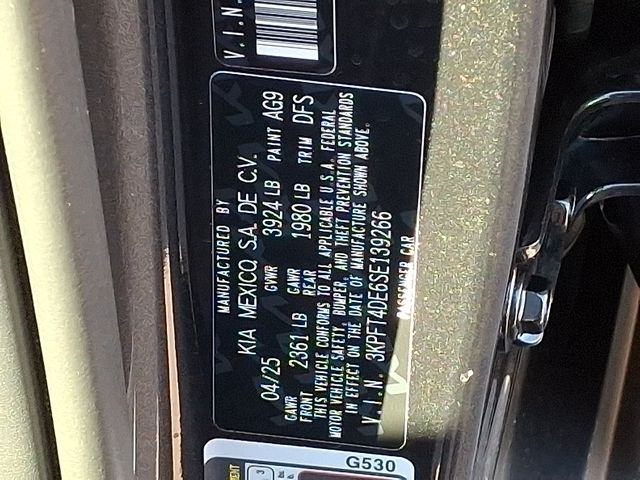 V.I.N.
MANUFACTURED BY
KIA MEXICO, S.A. DE C.V.
04/25 GVWR 3924 LB PAINT AG9
GAWR FRONT 2361 LB GAWR REAR 1980 LB TRIM DFS
THIS VEHICLE CONFORMS TO ALL APPLICABLE U.S.A. FEDERAL
MOTOR VEHICLE SAFETY, BUMPER, AND THEFT PREVENTION STANDARDS
IN EFFECT ON THE DATE OF MANUFACTURE SHOWN ABOVE.
V.I.N. 3KPFT4DE6SE139266
PASSENGER CAR
G530
3